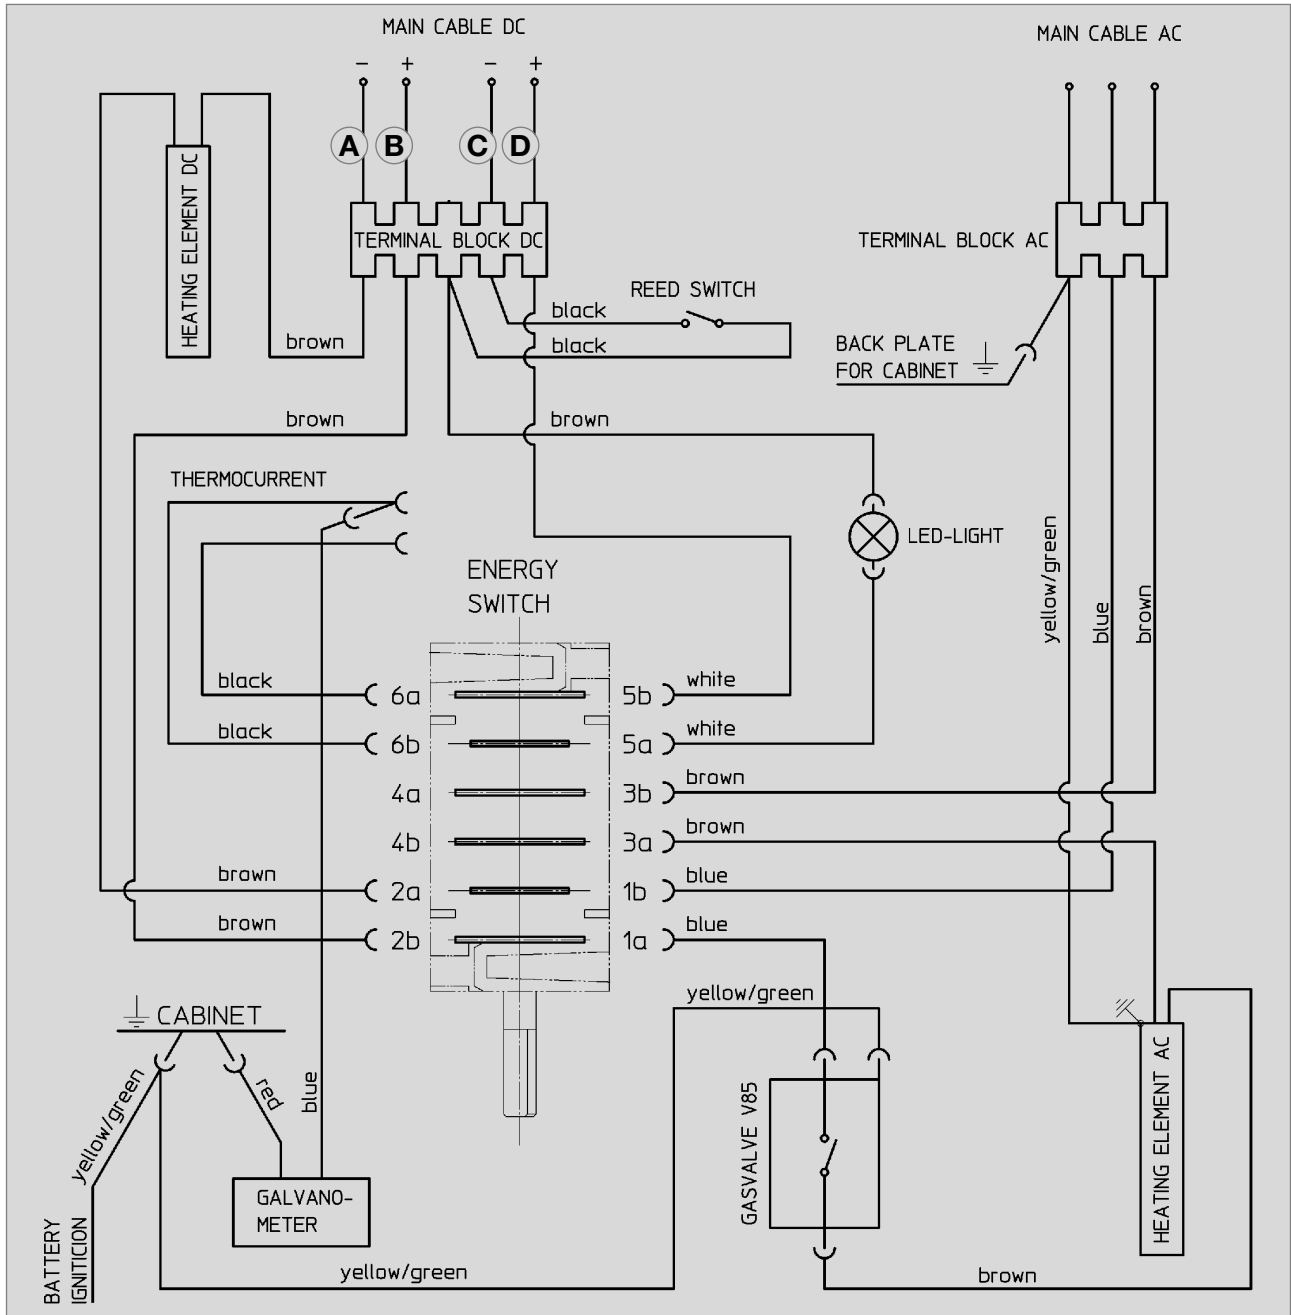 MAIN CABLE DC
MAIN CABLE AC
− + − +
A B C D
HEATING ELEMENT DC
TERMINAL BLOCK DC
TERMINAL BLOCK AC
REED SWITCH
black
black
brown
BACK PLATE
FOR CABINET
brown
brown
THERMOCURRENT
LED-LIGHT
yellow/green
blue
brown
ENERGY
SWITCH
black 6a 5b white
black 6b 5a white
4a 3b brown
4b 3a brown
brown 2a 1b blue
brown 2b 1a blue
yellow/green
CABINET
yellow/green
red
blue
GASVALVE V85
HEATING ELEMENT AC
GALVANO-
METER
BATTERY
IGNITICION
yellow/green
brown